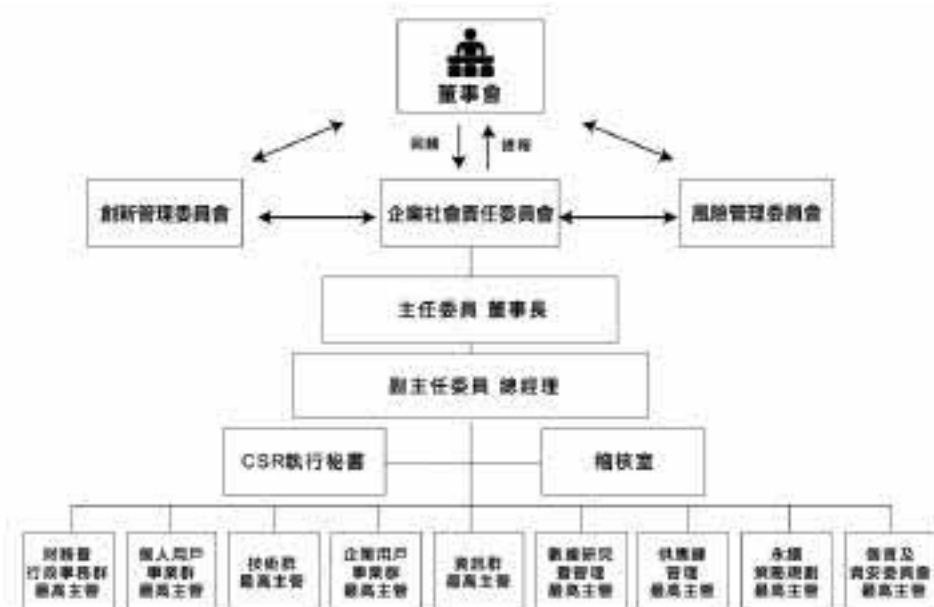 董事會
回饋
創新管理委員會
企業社會責任委員會
風險管理委員會
主任委員 董事長
副主任委員 總經理
CSR執行秘書
稽核室
財務暨
行政事務群
最高主管
個人用戶
事業群
最高主管
技術群
最高主管
企業用戶
事業群
最高主管
資訊群
最高主管
數據研究
暨管理
最高主管
供應鏈
管理
最高主管
永續
策略規劃
最高主管
個資及
資安委員會
最高主管